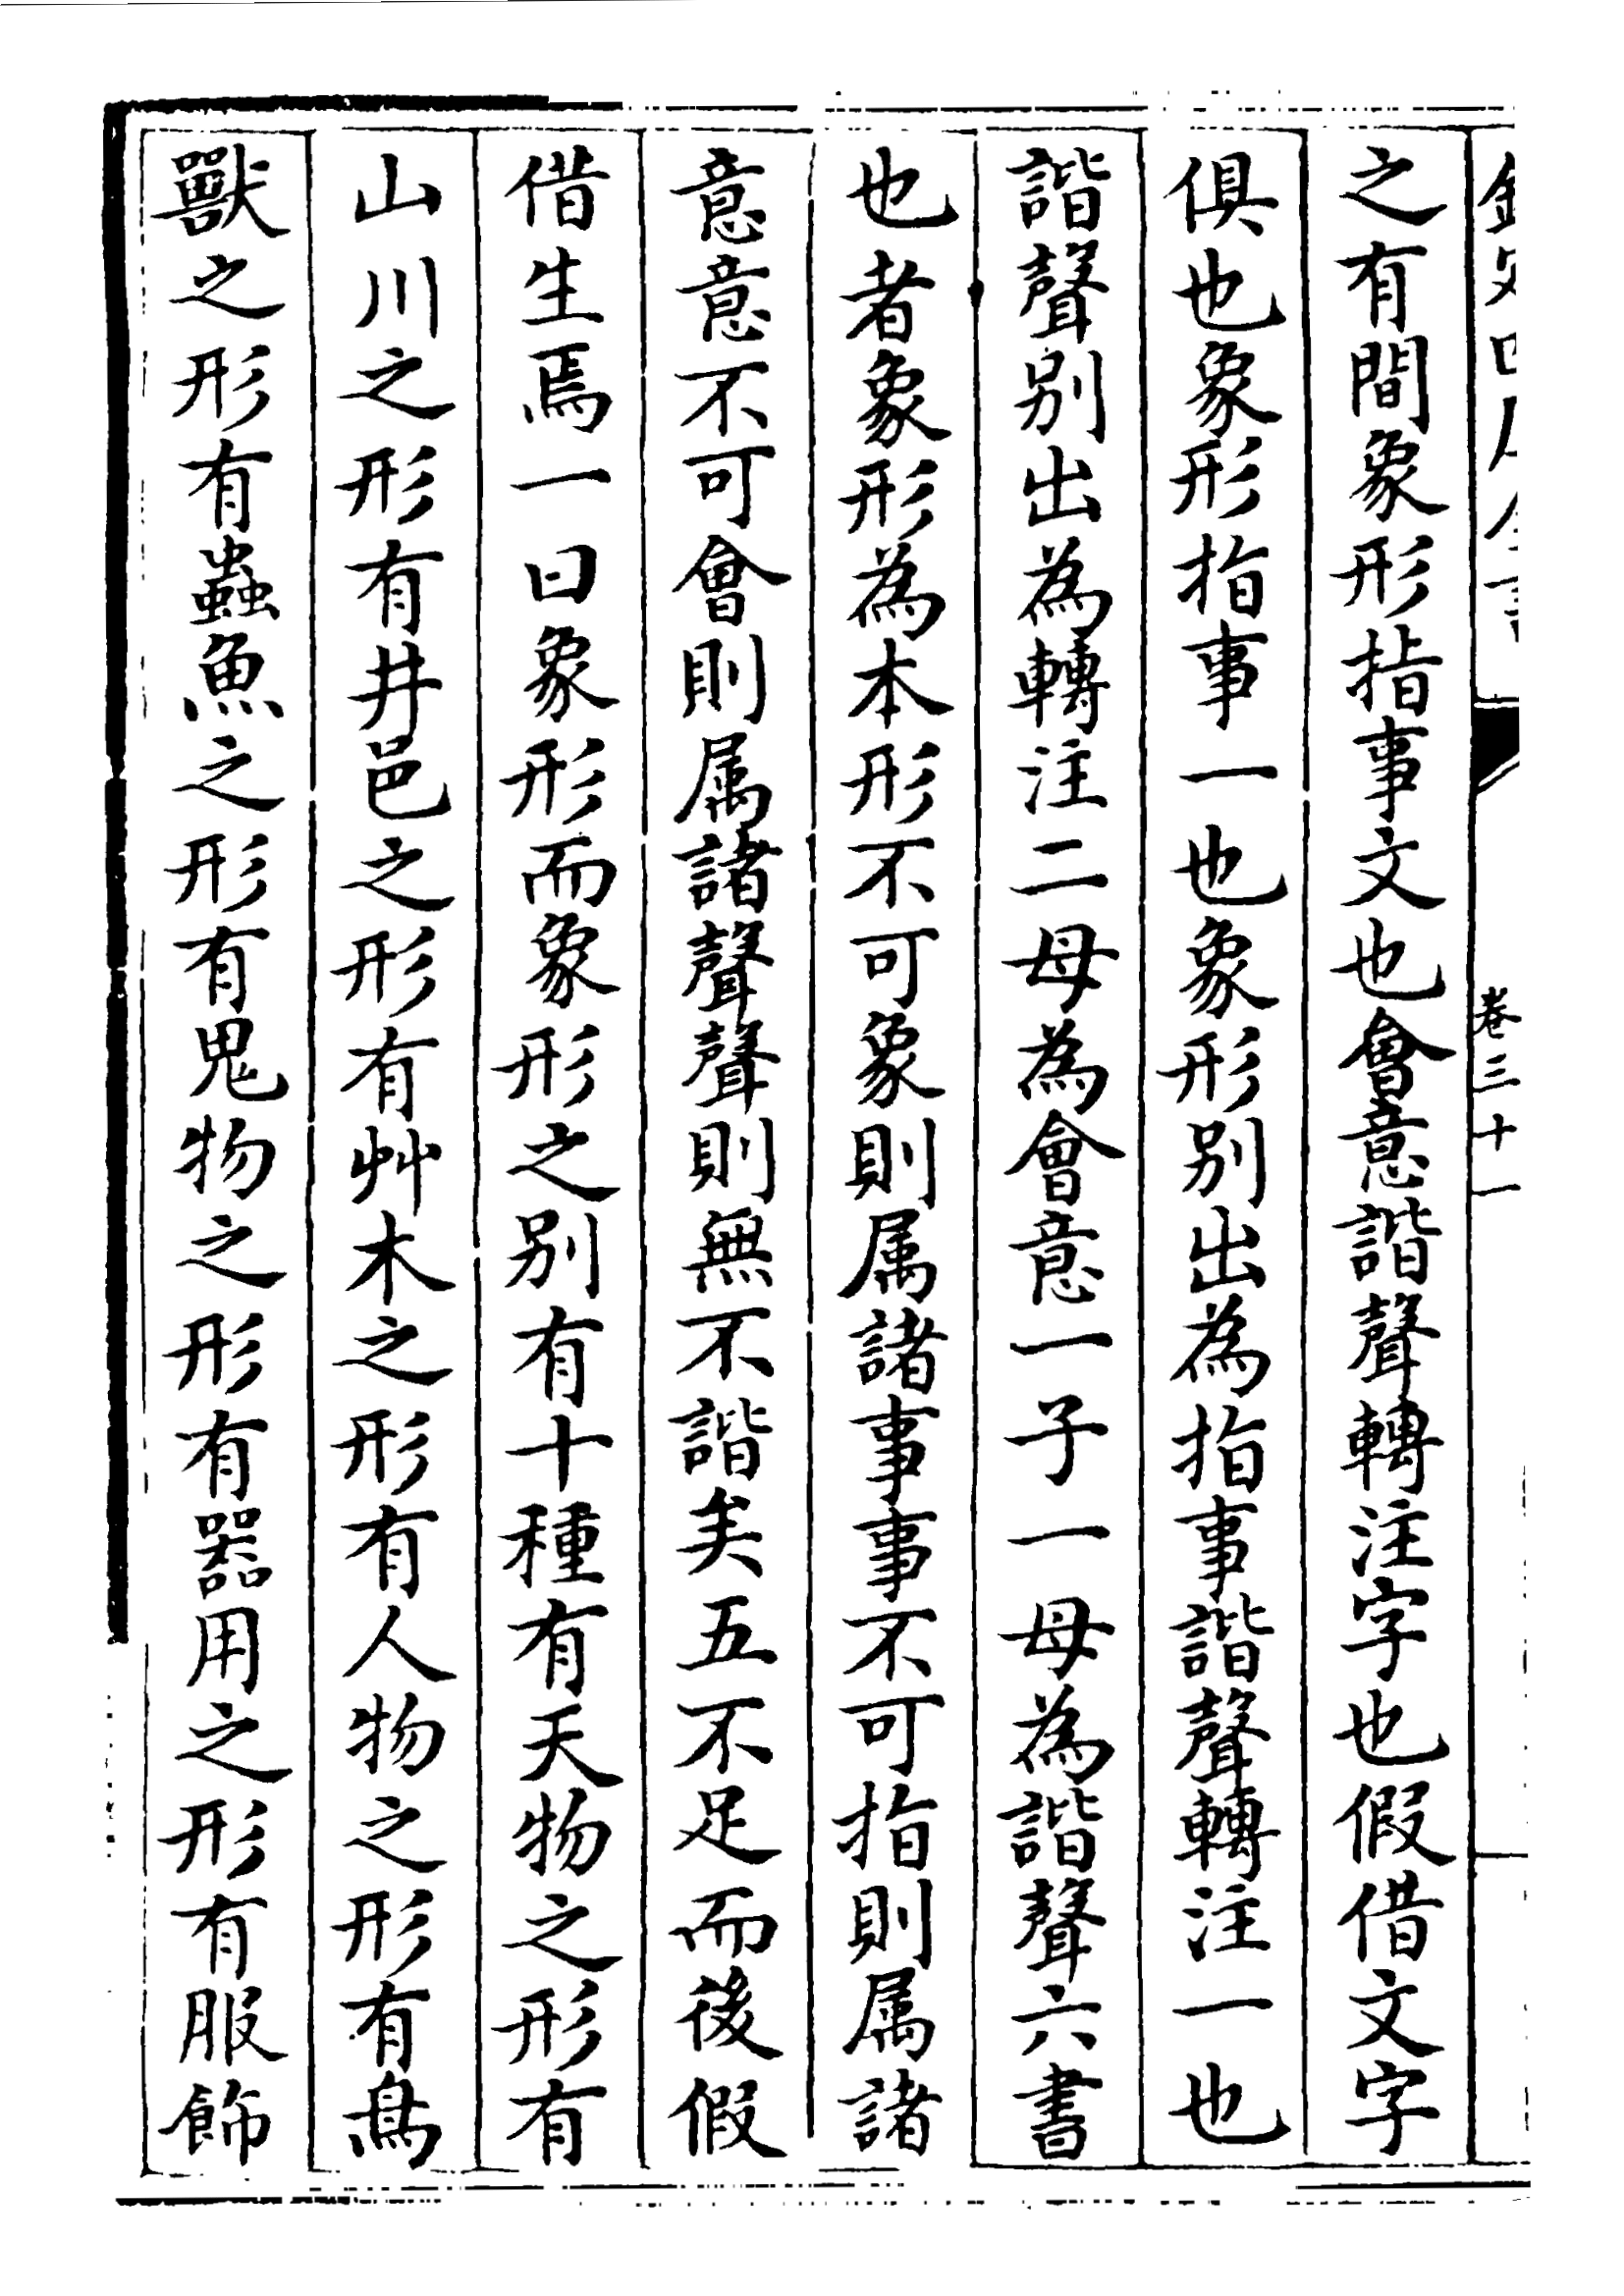 欽定四庫全書 卷三十一
之有間象形指事文也會意諧聲轉注字也假借文字
俱也象形指事一也象形别出為指事諧聲轉注一也
諧聲别出為轉注二母為會意一子一母為諧聲六書
也者象形為本形不可象則属諸事事不可指則属諸
意意不可會則属諸聲聲則無不諧矣五不足而後假
借生焉一曰象形而象形之别有十種有天物之形有
山川之形有井邑之形有艸木之形有人物之形有鳥
獸之形有蟲魚之形有鬼物之形有器用之形有服飾